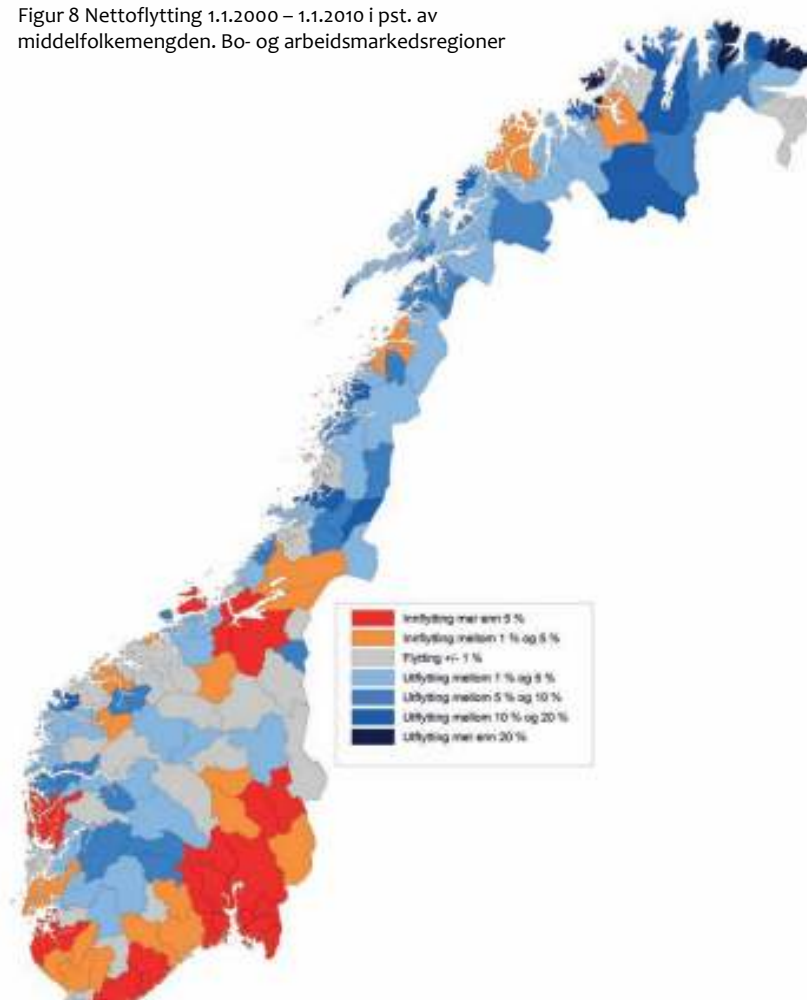 Figur 8 Nettoflytting 1.1.2000 – 1.1.2010 i pst. av
middelfolkemengden. Bo- og arbeidsmarkedsregioner
Innflytting mer enn 5 %
Innflytting mellom 1 % og 5 %
Flytting +/- 1 %
Utflytting mellom 1 % og 5 %
Utflytting mellom 5 % og 10 %
Utflytting mellom 10 % og 20 %
Utflytting mer enn 20 %